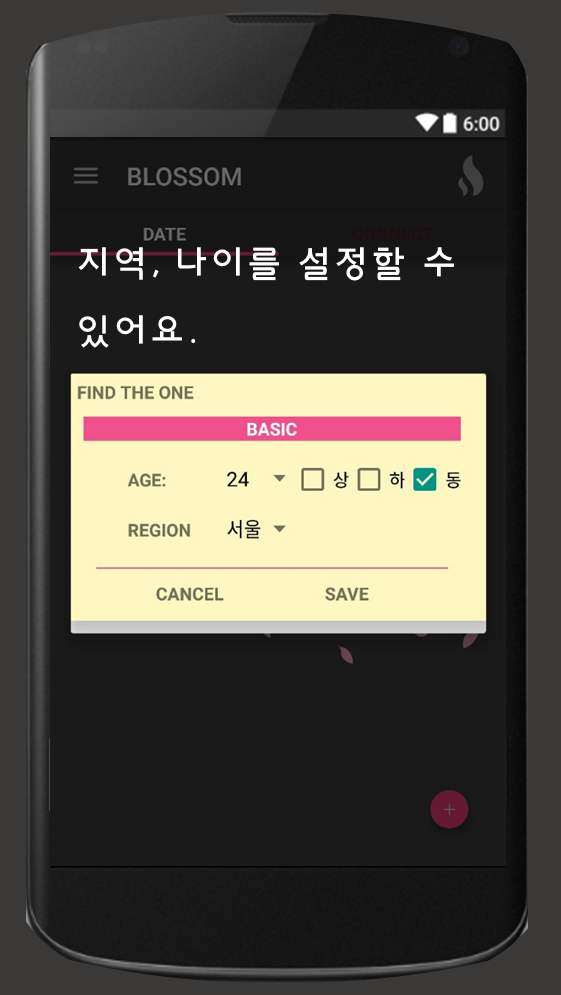 6:00
BLOSSOM
DATE CONNECT
지역, 나이를 설정할 수
있어요.
FIND THE ONE
BASIC
AGE: 24 상 하 동
REGION 서울
CANCEL SAVE
+